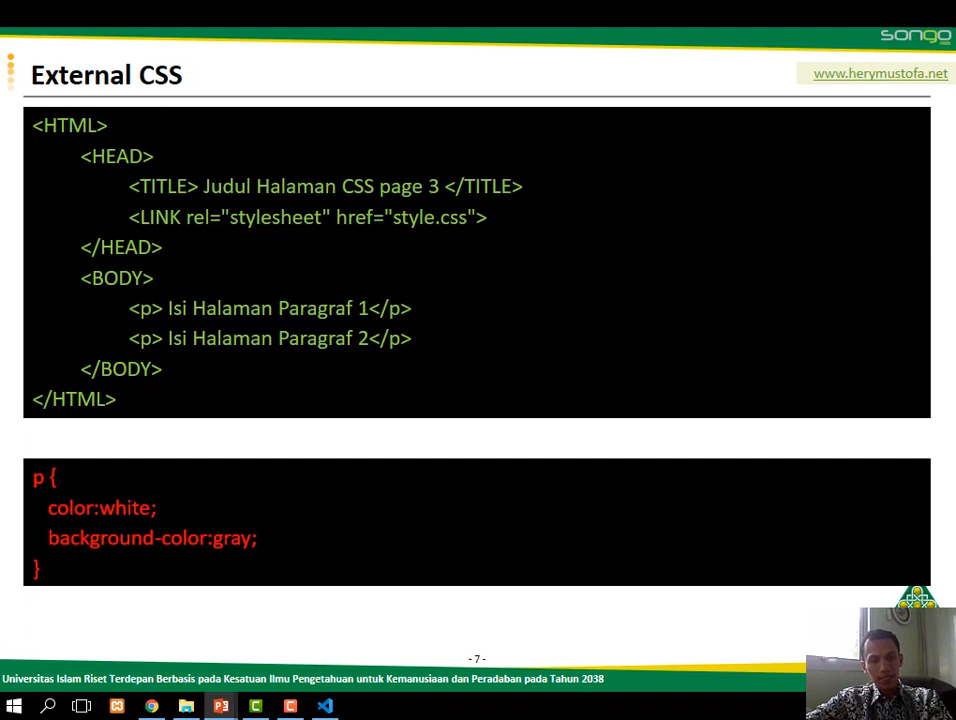 songo
External CSS
www.herymustofa.net
<HTML>
<HEAD>
<TITLE> Judul Halaman CSS page 3 </TITLE>
<LINK rel="stylesheet" href="style.css">
</HEAD>
<BODY>
<p> Isi Halaman Paragraf 1</p>
<p> Isi Halaman Paragraf 2</p>
</BODY>
</HTML>
p {
color:white;
background-color:gray;
}
- 7 -
Universitas Islam Riset Terdepan Berbasis pada Kesatuan Ilmu Pengetahuan untuk Kemanusiaan dan Peradaban pada Tahun 2038